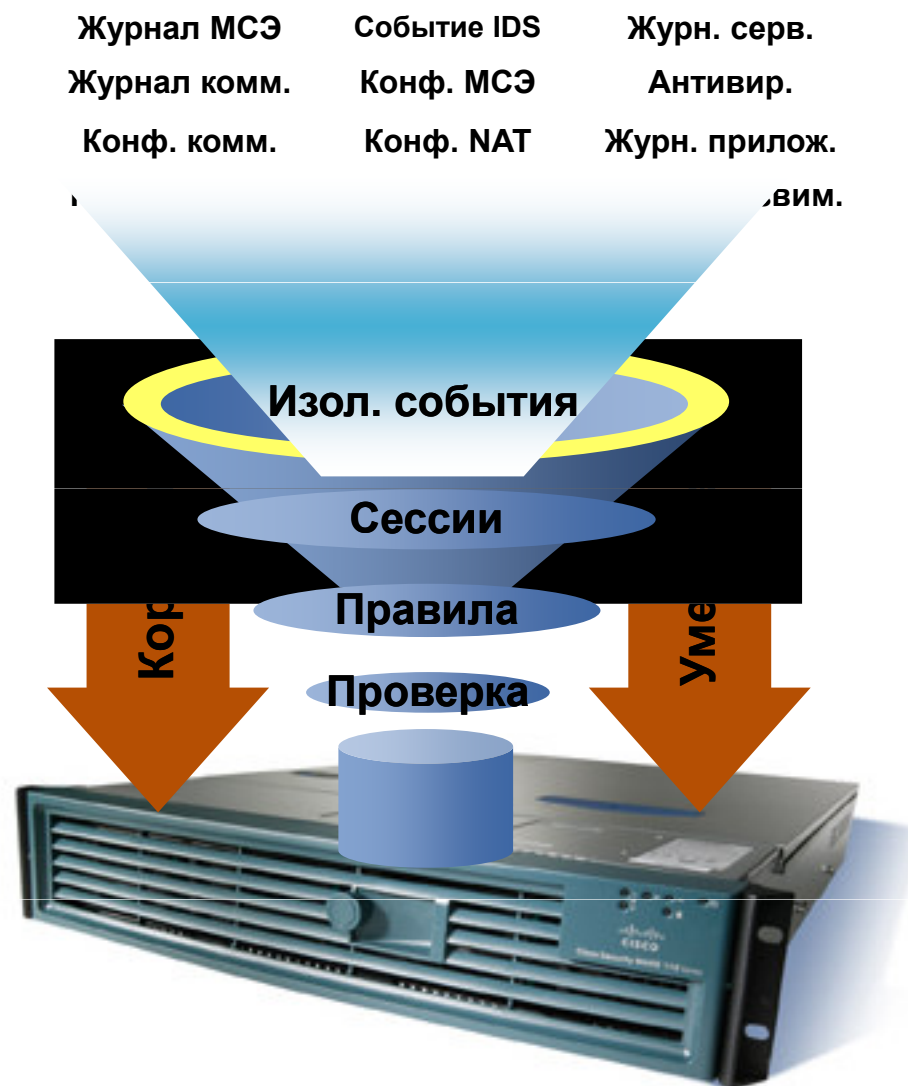 Журнал МСЭ Событие IDS Журн. серв.
Журнал комм. Конф. МСЭ Антивир.
Конф. комм. Конф. NAT Журн. прилож.
Изол. события
Сессии
Правила
Проверка
CISCO